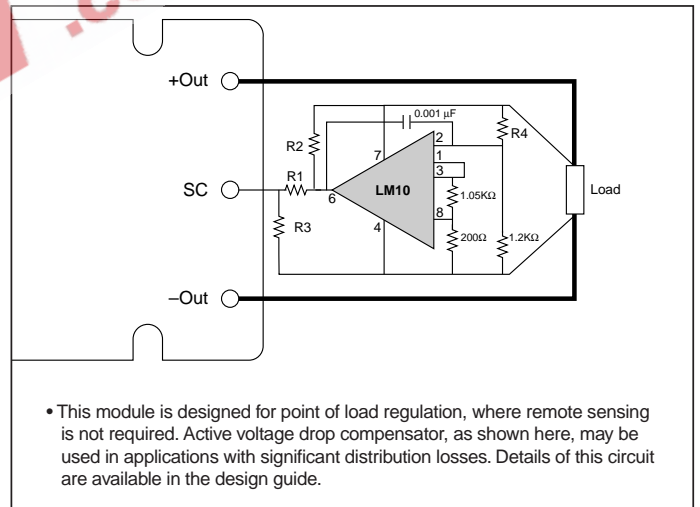 +Out
0.001 µF
R4
R2
7
2
1
3
R1
SC
6
LM10
1.05KΩ
Load
8
R3
4
200Ω
1.2KΩ
–Out
• This module is designed for point of load regulation, where remote sensing
is not required. Active voltage drop compensator, as shown here, may be
used in applications with significant distribution losses. Details of this circuit
are available in the design guide.